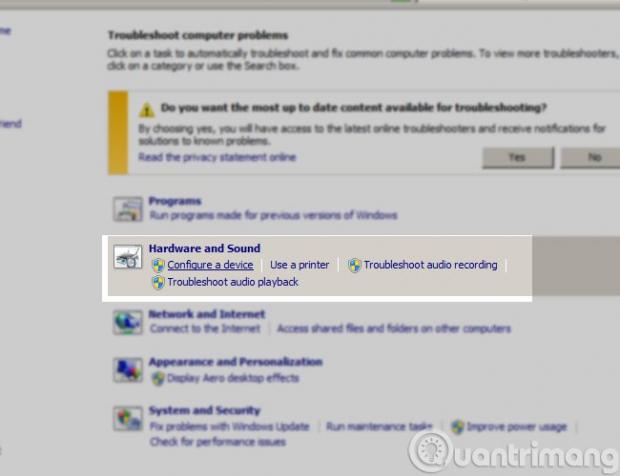 me
riend
Troubleshoot computer problems
Click on a task to automatically troubleshoot and fix common computer problems. To view more troubleshooters,
click on a category or use the Search box.
Do you want the most up to date content available for troubleshooting?
By choosing yes, you will have access to the latest online troubleshooters and receive notifications for
solutions to known problems.
Read the privacy statement online
Yes
No
Programs
Run programs made for previous versions of Windows
Hardware and Sound
Configure a device
Use a printer
Troubleshoot audio recording
Troubleshoot audio playback
Network and Internet
Connect to the Internet
Access shared files and folders on other computers
Appearance and Personalization
Display Aero desktop effects
System and Security
Fix problems with Windows Update
Run maintenance tasks
Improve power usage
Check for performance issues
Quantrimang